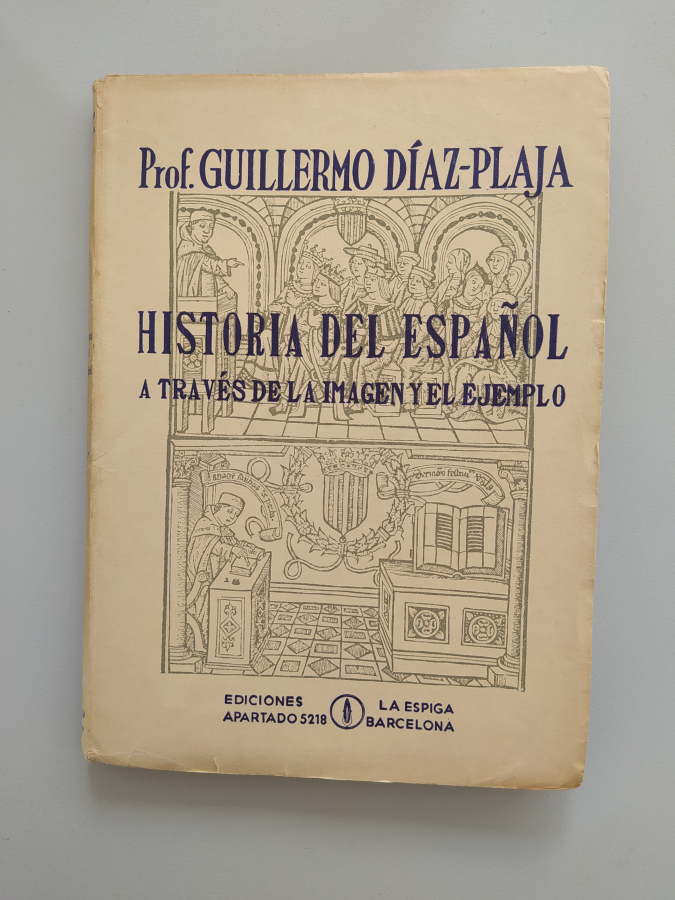 Prof. GUILLERMO DÍAZ-PLAJA
HISTORIA DEL ESPAÑOL
A TRAVÉS DE LA IMAGEN Y EL EJEMPLO
EDICIONES LA ESPIGA
APARTADO 5218 BARCELONA